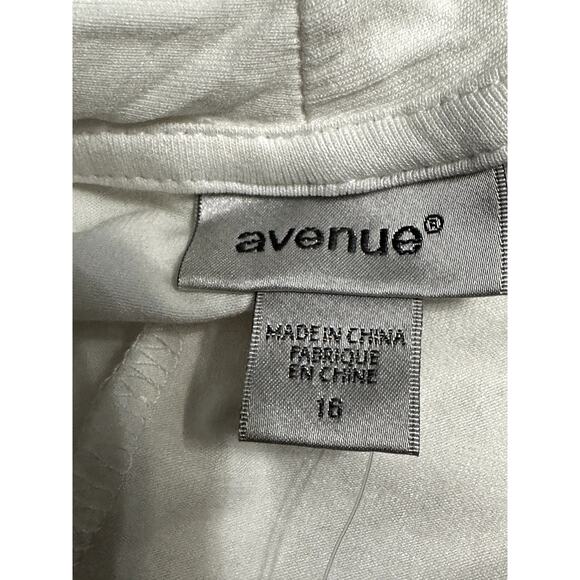 avenue®
MADE IN CHINA
FABRIQUE
EN CHINE
16